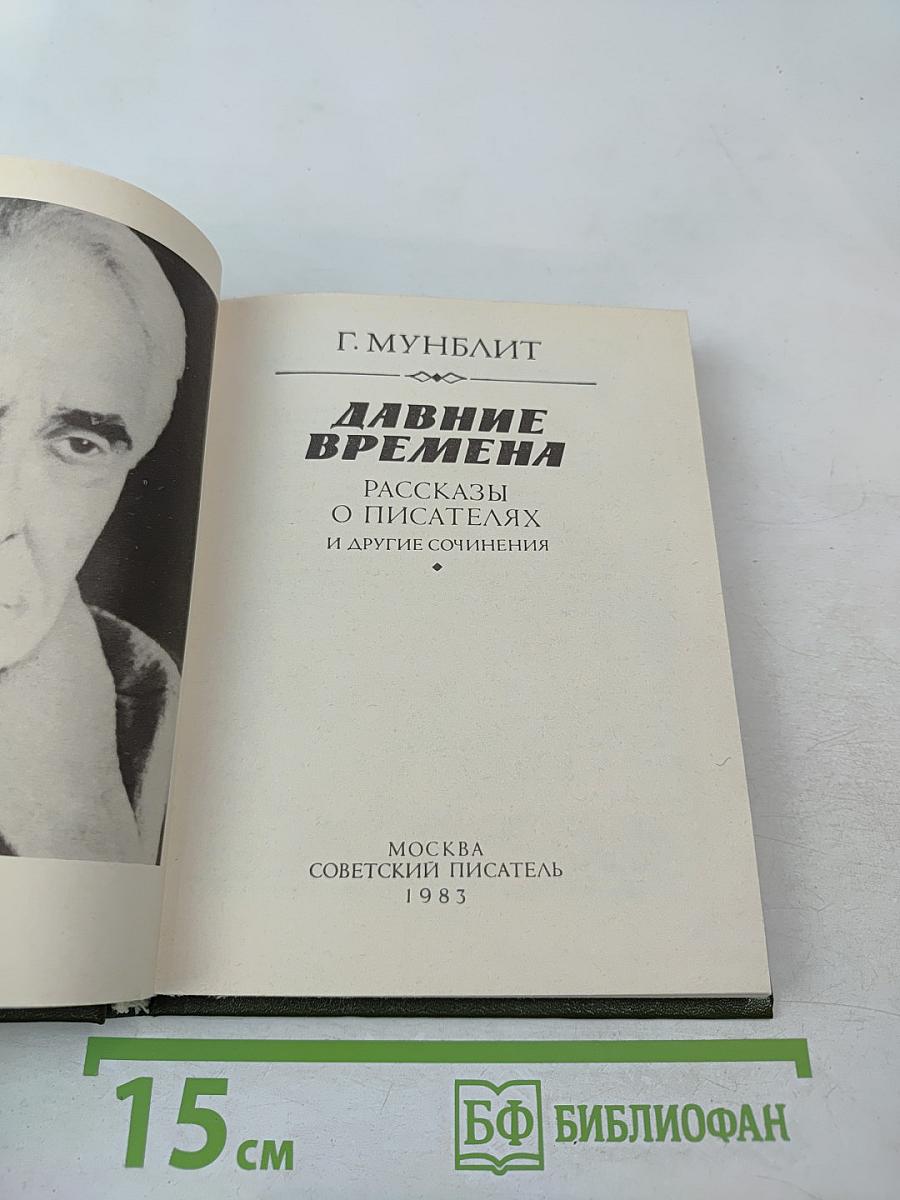 Г. МУНБЛИТ
ДАВНИЕ
ВРЕМЕНА
РАССКАЗЫ
О ПИСАТЕЛЯХ
И ДРУГИЕ СОЧИНЕНИЯ
МОСКВА
СОВЕТСКИЙ ПИСАТЕЛЬ
1983
15 см
БФ БИБЛИОФАН